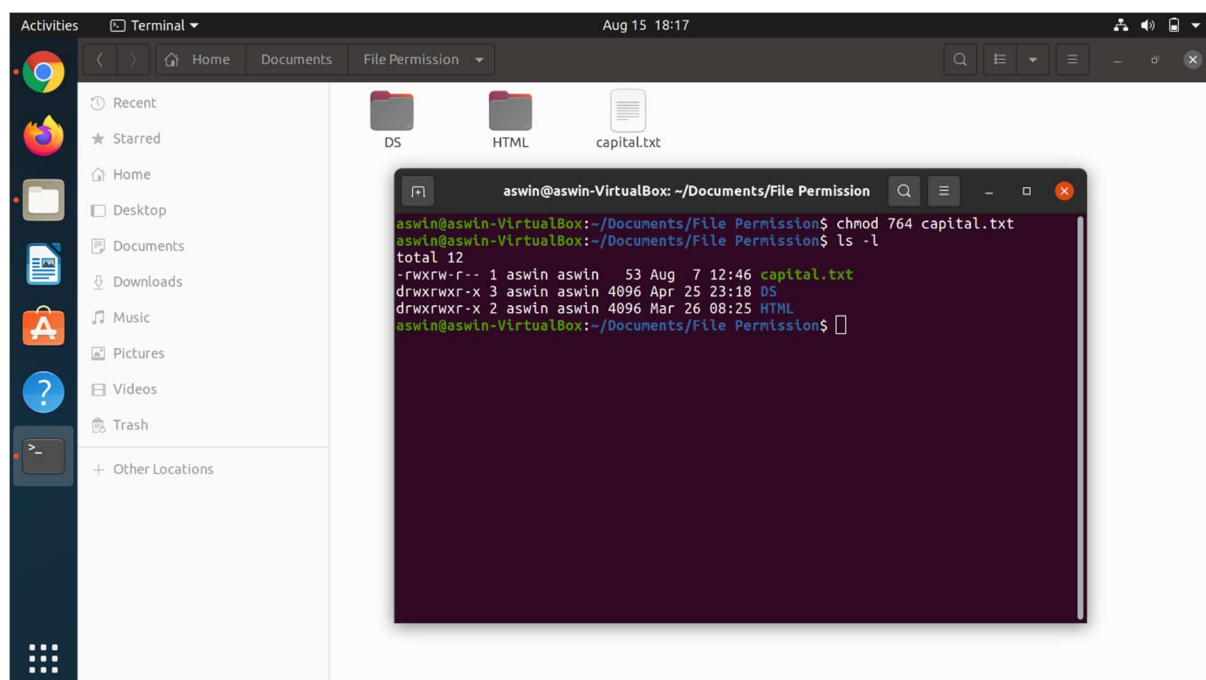 Activities Terminal Aug 15 18:17
Home Documents File Permission
Recent
Starred
Home
Desktop
Documents
Downloads
Music
Pictures
Videos
Trash
+ Other Locations
DS HTML capital.txt
aswin@aswin-VirtualBox: ~/Documents/File Permission
aswin@aswin-VirtualBox:~/Documents/File Permission$ chmod 764 capital.txt
aswin@aswin-VirtualBox:~/Documents/File Permission$ ls -l
total 12
-rwxrw-r-- 1 aswin aswin   53 Aug  7 12:46 capital.txt
drwxrwxr-x 3 aswin aswin 4096 Apr 25 23:18 DS
drwxrwxr-x 2 aswin aswin 4096 Mar 26 08:25 HTML
aswin@aswin-VirtualBox:~/Documents/File Permission$